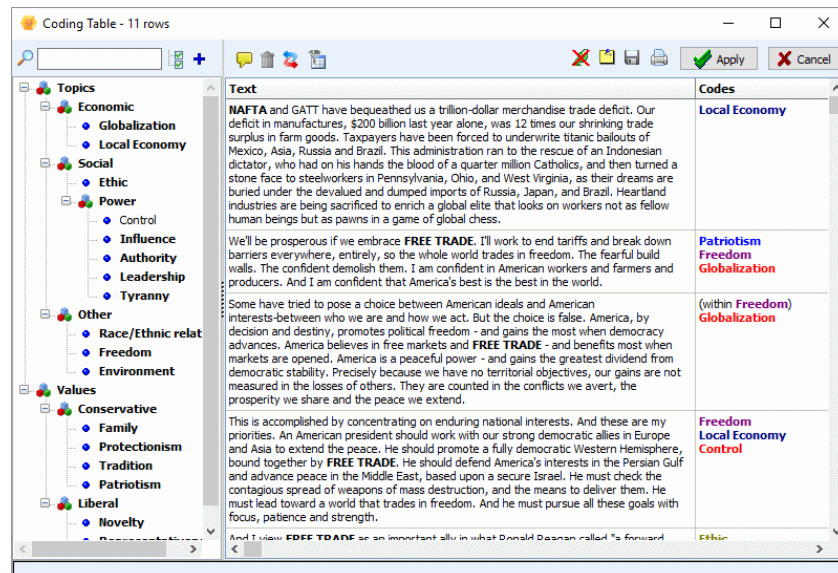 Coding Table - 11 rows
Apply
Cancel
Topics
Economic
Globalization
Local Economy
Social
Ethic
Power
Control
Influence
Authority
Leadership
Tyranny
Other
Race/Ethnic relat
Freedom
Environment
Values
Conservative
Family
Protectionism
Tradition
Patriotism
Liberal
Novelty
Text
Codes
NAFTA and GATT have bequeathed us a trillion-dollar merchandise trade deficit. Our
deficit in manufactures, $200 billion last year alone, was 12 times our shrinking trade
surplus in farm goods. Taxpayers have been forced to underwrite titanic bailouts of
Mexico, Asia, Russia and Brazil. This administration ran to the rescue of an Indonesian
dictator, who had on his hands the blood of a quarter million Catholics, and then turned a
stone face to steelworkers in Pennsylvania, Ohio, and West Virginia, as their dreams are
buried under the devalued and dumped imports of Russia, Japan, and Brazil. Heartland
industries are being sacrificed to enrich a global elite that looks on workers not as fellow
human beings but as pawns in a game of global chess.
Local Economy
We'll be prosperous if we embrace FREE TRADE. I'll work to end tariffs and break down
barriers everywhere, entirely, so the whole world trades in freedom. The fearful build
walls. The confident demolish them. I am confident in American workers and farmers and
producers. And I am confident that America's best is the best in the world.
Patriotism
Freedom
Globalization
Some have tried to pose a choice between American ideals and American
interests-between who we are and how we act. But the choice is false. America, by
decision and destiny, promotes political freedom - and gains the most when democracy
advances. America believes in free markets and FREE TRADE - and benefits most when
markets are opened. America is a peaceful power - and gains the greatest dividend from
democratic stability. Precisely because we have no territorial objectives, our gains are not
measured in the losses of others. They are counted in the conflicts we avert, the
prosperity we share and the peace we extend.
(within Freedom)
Globalization
This is accomplished by concentrating on enduring national interests. And these are my
priorities. An American president should work with our strong democratic allies in Europe
and Asia to extend the peace. He should promote a fully democratic Western Hemisphere,
bound together by FREE TRADE. He should defend America's interests in the Persian Gulf
and advance peace in the Middle East, based upon a secure Israel. He must check the
contagious spread of weapons of mass destruction, and the means to deliver them. He
must lead toward a world that trades in freedom. And he must pursue all these goals with
focus, patience and strength.
Freedom
Local Economy
Control
And I view FREE TRADE as an important ally in what Ronald Reagan called "a forward
Ethic